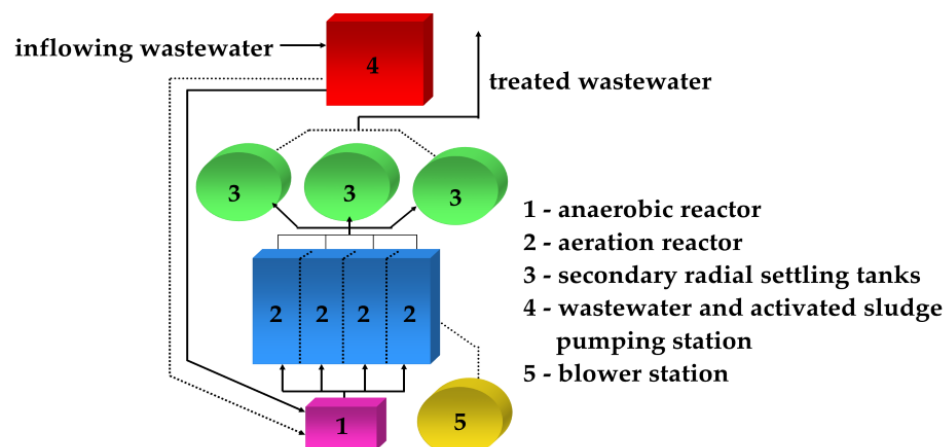 inflowing wastewater
4
treated wastewater
3
3
3
1 - anaerobic reactor
2 - aeration reactor
3 - secondary radial settling tanks
4 - wastewater and activated sludge
pumping station
5 - blower station
2
2
2
2
5
1